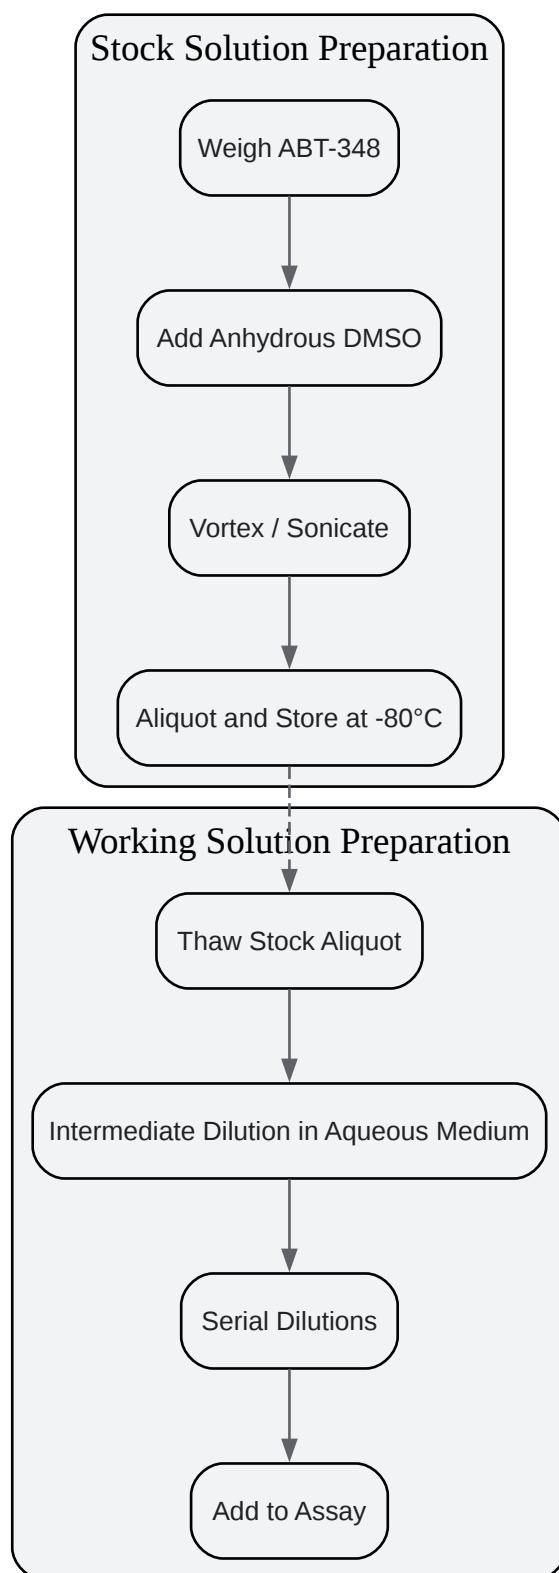 Stock Solution Preparation
Weigh ABT-348
Add Anhydrous DMSO
Vortex / Sonicate
Aliquot and Store at -80°C
Working Solution Preparation
Thaw Stock Aliquot
Intermediate Dilution in Aqueous Medium
Serial Dilutions
Add to Assay